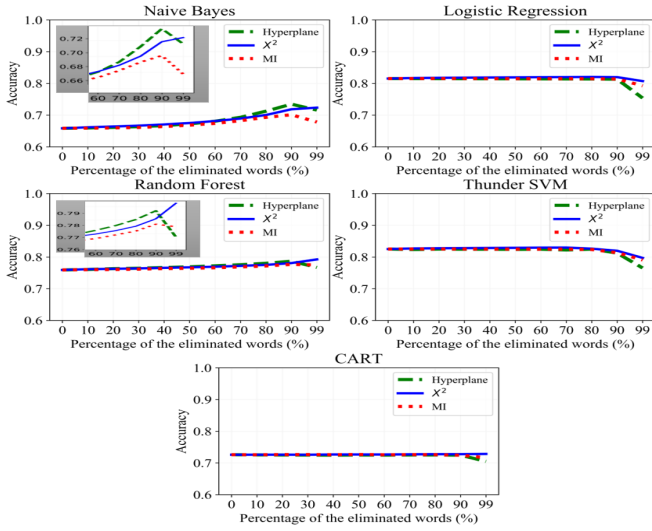 Naive Bayes
1.0
0.9
0.8
0.7
0.6
Accuracy
0.72
0.70
0.68
0.66
60 70 80 90 99
Hyperplane
X²
MI
0 10 20 30 40 50 60 70 80 90 99
Percentage of the eliminated words (%)
Logistic Regression
1.0
0.9
0.8
0.7
0.6
Accuracy
Hyperplane
X²
MI
0 10 20 30 40 50 60 70 80 90 99
Percentage of the eliminated words (%)
Random Forest
1.0
0.9
0.8
0.7
0.6
Accuracy
0.79
0.78
0.77
0.76
60 70 80 90 99
Hyperplane
X²
MI
0 10 20 30 40 50 60 70 80 90 99
Percentage of the eliminated words (%)
Thunder SVM
1.0
0.9
0.8
0.7
0.6
Accuracy
Hyperplane
X²
MI
0 10 20 30 40 50 60 70 80 90 99
Percentage of the eliminated words (%)
CART
1.0
0.9
0.8
0.7
0.6
Accuracy
Hyperplane
X²
MI
0 10 20 30 40 50 60 70 80 90 99
Percentage of the eliminated words (%)